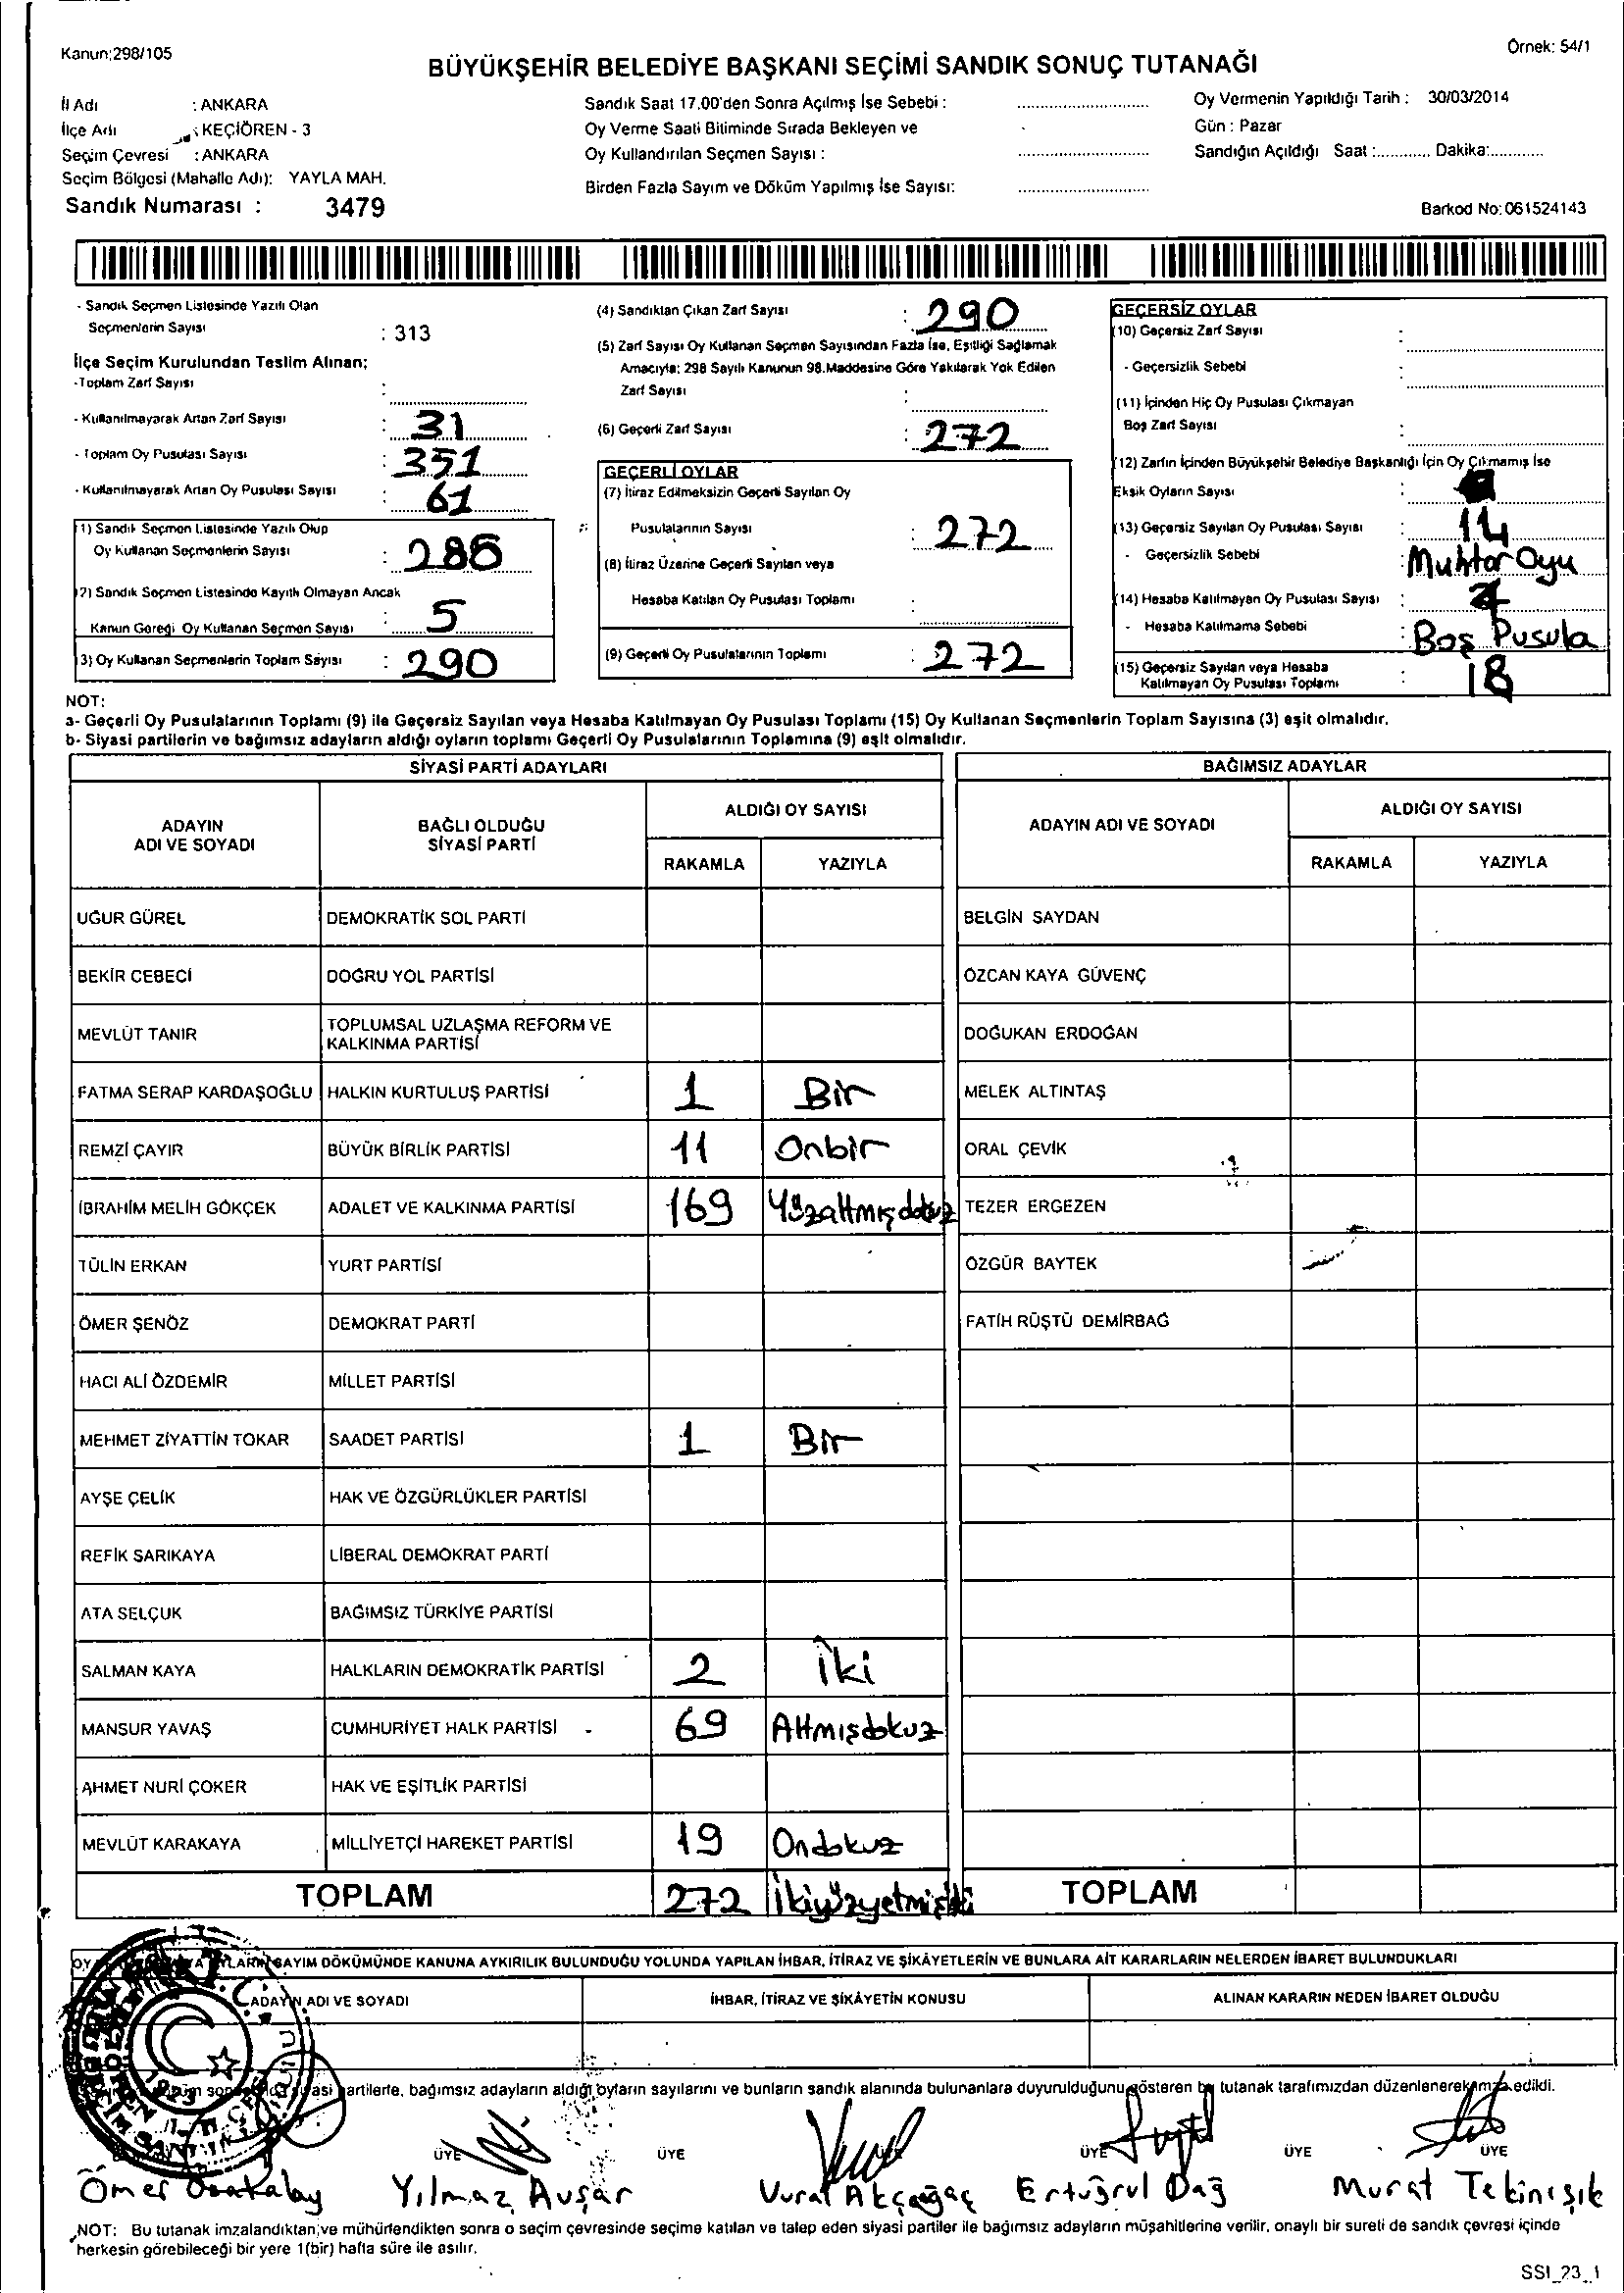 Kanun:298/105
Örnek: 54/1
BÜYÜKŞEHİR BELEDİYE BAŞKANI SEÇİMİ SANDIK SONUÇ TUTANAĞI
İl Adı : ANKARA
İlçe Adı : KEÇİÖREN - 3
Seçim Çevresi : ANKARA
Seçim Bölgesi (Mahalle Adı): YAYLA MAH.
Sandık Numarası : 3479
Sandık Saat 17.00'den Sonra Açılmış İse Sebebi :
Oy Verme Saati Bitiminde Sırada Bekleyen ve
Oy Kullandırılan Seçmen Sayısı :
Birden Fazla Sayım ve Döküm Yapılmış İse Sayısı:
Oy Vermenin Yapıldığı Tarih : 30/03/2014
Gün : Pazar
Sandığın Açıldığı Saat :............ Dakika:............
Barkod No:061524143
- Sandık Seçmen Listesinde Yazılı Olan
Seçmenlerin Sayısı : 313
İlçe Seçim Kurulundan Teslim Alınan:
-Toplam Zarf Sayısı :
- Kullanılmayarak Artan Zarf Sayısı : 31
- Toplam Oy Pusulası Sayısı : 351
- Kullanılmayarak Artan Oy Pusulası Sayısı : 61
(1) Sandık Seçmen Listesinde Yazılı Olup
Oy Kullanan Seçmenlerin Sayısı :
(2) Sandık Seçmen Listesinde Kayıtlı Olmayan Ancak
Kanun Gereği Oy Kullanan Seçmen Sayısı : 5
(3) Oy Kullanan Seçmenlerin Toplam Sayısı : 290
(4) Sandıktan Çıkan Zarf Sayısı : 290
(5) Zarf Sayısı Oy Kullanan Seçmen Sayısından Fazla İse, Eşitliği Sağlamak
Amacıyla; 298 Sayılı Kanunun 98.Maddesine Göre Yakılarak Yok Edilen
Zarf Sayısı :
(6) Geçerli Zarf Sayısı : 272
GEÇERLİ OYLAR
(7) İtiraz Edilmeksizin Geçerli Sayılan Oy
Pusulalarının Sayısı : 272
(8) İtiraz Üzerine Geçerli Sayılan veya
Hesaba Katılan Oy Pusulası Toplamı :
(9) Geçerli Oy Pusulalarının Toplamı : 272
GEÇERSİZ OYLAR
(10) Geçersiz Zarf Sayısı :
- Geçersizlik Sebebi :
(11) İçinden Hiç Oy Pusulası Çıkmayan
Boş Zarf Sayısı :
(12) Zarfın İçinden Büyükşehir Belediye Başkanlığı İçin Oy Çıkmamış İse
Eksik Oyların Sayısı :
(13) Geçersiz Sayılan Oy Pusulası Sayısı : 14
- Geçersizlik Sebebi : Muhtar Oyu
(14) Hesaba Katılmayan Oy Pusulası Sayısı : 4
- Hesaba Katılmama Sebebi : Boş Pusula
(15) Geçersiz Sayılan veya Hesaba
Katılmayan Oy Pusulası Toplamı : 18
NOT:
a- Geçerli Oy Pusulalarının Toplamı (9) ile Geçersiz Sayılan veya Hesaba Katılmayan Oy Pusulası Toplamı (15) Oy Kullanan Seçmenlerin Toplam Sayısına (3) eşit olmalıdır.
b- Siyasi partilerin ve bağımsız adayların aldığı oyların toplamı Geçerli Oy Pusulalarının Toplamına (9) eşit olmalıdır.
SİYASİ PARTİ ADAYLARI
ADAYIN ADI VE SOYADI
BAĞLI OLDUĞU SİYASİ PARTİ
ALDIĞI OY SAYISI
RAKAMLA YAZIYLA
UĞUR GÜREL DEMOKRATİK SOL PARTİ
BEKİR CEBECİ DOĞRU YOL PARTİSİ
MEVLÜT TANIR TOPLUMSAL UZLAŞMA REFORM VE KALKINMA PARTİSİ
FATMA SERAP KARDAŞOĞLU HALKIN KURTULUŞ PARTİSİ 1 Bir
REMZİ ÇAYIR BÜYÜK BİRLİK PARTİSİ 11 Onbir
İBRAHİM MELİH GÖKÇEK ADALET VE KALKINMA PARTİSİ 169 Yüzaltmışdokuz
TÜLİN ERKAN YURT PARTİSİ
ÖMER ŞENÖZ DEMOKRAT PARTİ
HACI ALİ ÖZDEMİR MİLLET PARTİSİ
MEHMET ZİYATTİN TOKAR SAADET PARTİSİ 1 Bir
AYŞE ÇELİK HAK VE ÖZGÜRLÜKLER PARTİSİ
REFİK SARIKAYA LİBERAL DEMOKRAT PARTİ
ATA SELÇUK BAĞIMSIZ TÜRKİYE PARTİSİ
SALMAN KAYA HALKLARIN DEMOKRATİK PARTİSİ 2 İki
MANSUR YAVAŞ CUMHURİYET HALK PARTİSİ 69 Altmışdokuz
AHMET NURİ ÇOKER HAK VE EŞİTLİK PARTİSİ
MEVLÜT KARAKAYA MİLLİYETÇİ HAREKET PARTİSİ 19 Ondokuz
TOPLAM 272 İkiyüzyetmişiki
BAĞIMSIZ ADAYLAR
ADAYIN ADI VE SOYADI
ALDIĞI OY SAYISI
RAKAMLA YAZIYLA
BELGİN SAYDAN
ÖZCAN KAYA GÜVENÇ
DOĞUKAN ERDOĞAN
MELEK ALTINTAŞ
ORAL ÇEVİK
TEZER ERGEZEN
ÖZGÜR BAYTEK
FATİH RÜŞTÜ DEMİRBAĞ
TOPLAM
SAYIM DÖKÜMÜNDE KANUNA AYKIRILIK BULUNDUĞU YOLUNDA YAPILAN İHBAR, İTİRAZ VE ŞİKÂYETLERİN VE BUNLARA AİT KARARLARIN NELERDEN İBARET BULUNDUKLARI
ADAYIN ADI VE SOYADI
İHBAR, İTİRAZ VE ŞİKÂYETİN KONUSU
ALINAN KARARIN NEDEN İBARET OLDUĞU
partilerle, bağımsız adayların aldığı oyların sayılarını ve bunların sandık alanında bulunanlara duyurulduğunu gösteren bu tutanak tarafımızdan düzenlenerek imza edildi.
ÜYE ÜYE ÜYE ÜYE ÜYE
Ömer
Yılmaz Avşar
Vural Akçaağaç
Ertuğrul Dağ
Murat Tekinışık
NOT: Bu tutanak imzalandıktan ve mühürlendikten sonra o seçim çevresinde seçime katılan ve talep eden siyasi partiler ile bağımsız adayların müşahitlerine verilir, onaylı bir sureti de sandık çevresi içinde
herkesin görebileceği bir yere 1(bir) hafta süre ile asılır.
SSI_23_1